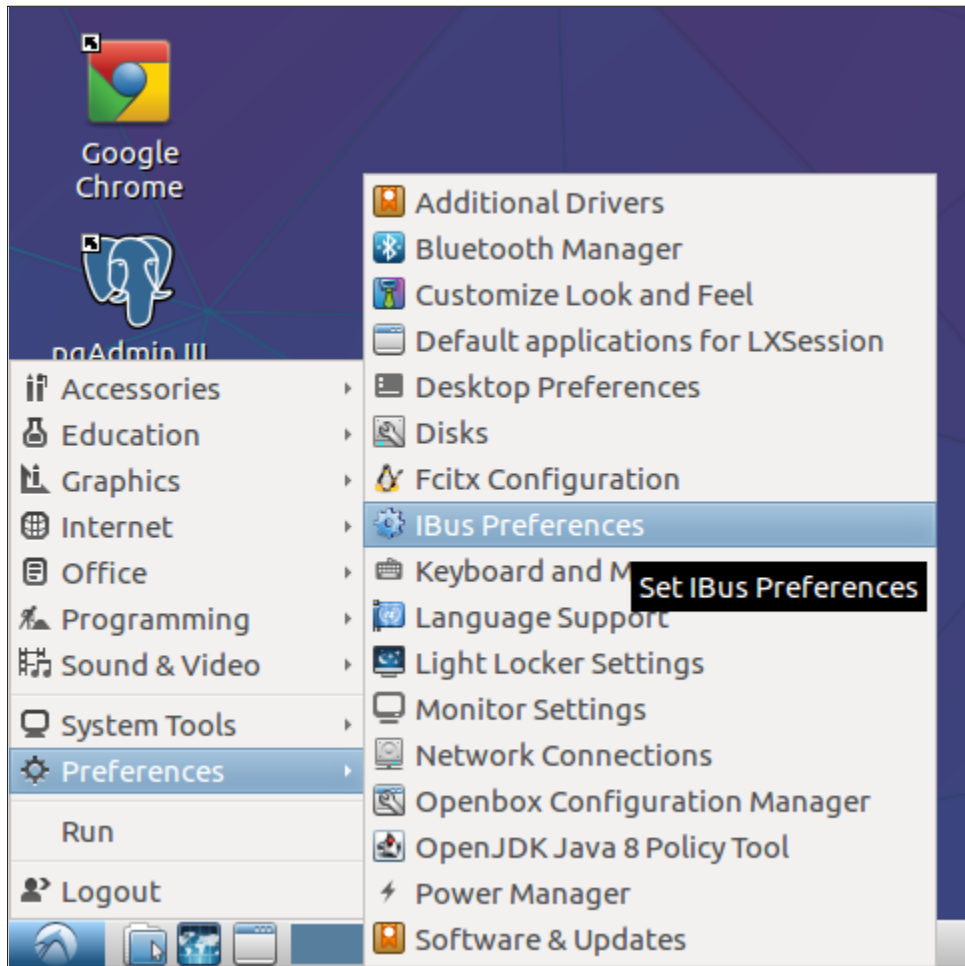 Google
Chrome
pgAdmin III
Accessories
Education
Graphics
Internet
Office
Programming
Sound & Video
System Tools
Preferences
Run
Logout
Additional Drivers
Bluetooth Manager
Customize Look and Feel
Default applications for LXSession
Desktop Preferences
Disks
Fcitx Configuration
IBus Preferences
Keyboard and M
Set IBus Preferences
Language Support
Light Locker Settings
Monitor Settings
Network Connections
Openbox Configuration Manager
OpenJDK Java 8 Policy Tool
Power Manager
Software & Updates